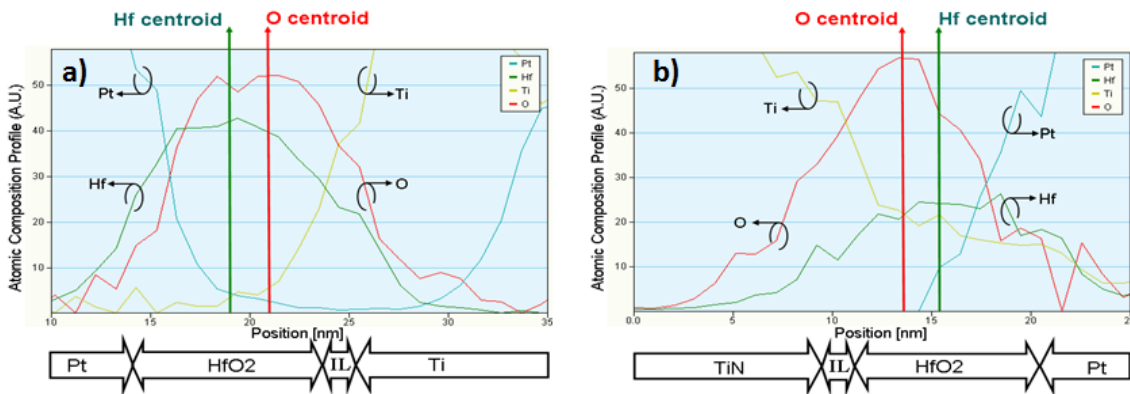 Hf centroid O centroid
a)
Atomic Composition Profile (A.U.)
50
40
30
20
10
Pt
Ti
Hf
O
Pt
Hf
Ti
O
10 15 20 25 30 35
Position [nm]
Pt HfO2 IL Ti
O centroid Hf centroid
b)
Atomic Composition Profile (A.U.)
50
40
30
20
10
Ti
Pt
Hf
O
Pt
Hf
Ti
O
0.0 5 10 15 20 25
Position [nm]
TiN IL HfO2 Pt